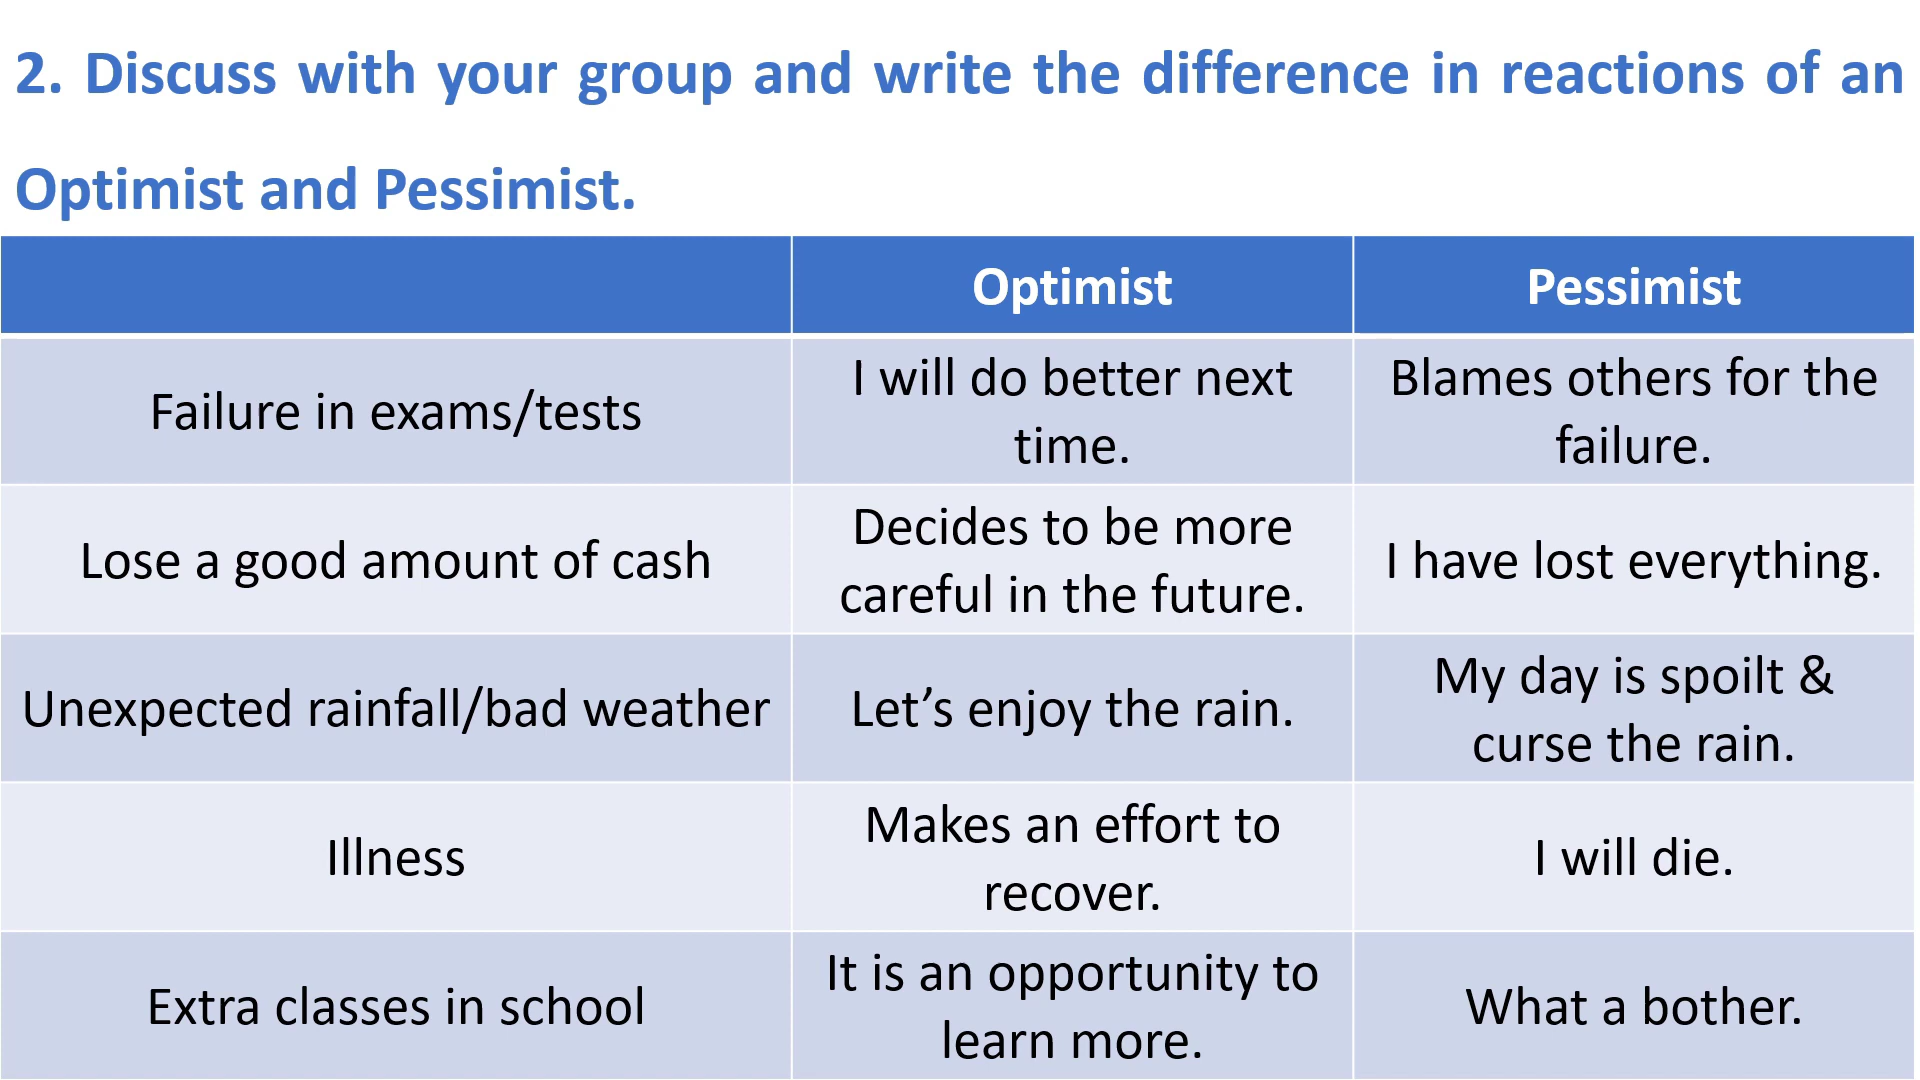 2. Discuss with your group and write the difference in reactions of an
Optimist and Pessimist.
Optimist
Pessimist
Failure in exams/tests
I will do better next
time.
Blames others for the
failure.
Lose a good amount of cash
Decides to be more
careful in the future.
I have lost everything.
Unexpected rainfall/bad weather
Let’s enjoy the rain.
My day is spoilt &
curse the rain.
Illness
Makes an effort to
recover.
I will die.
Extra classes in school
It is an opportunity to
learn more.
What a bother.